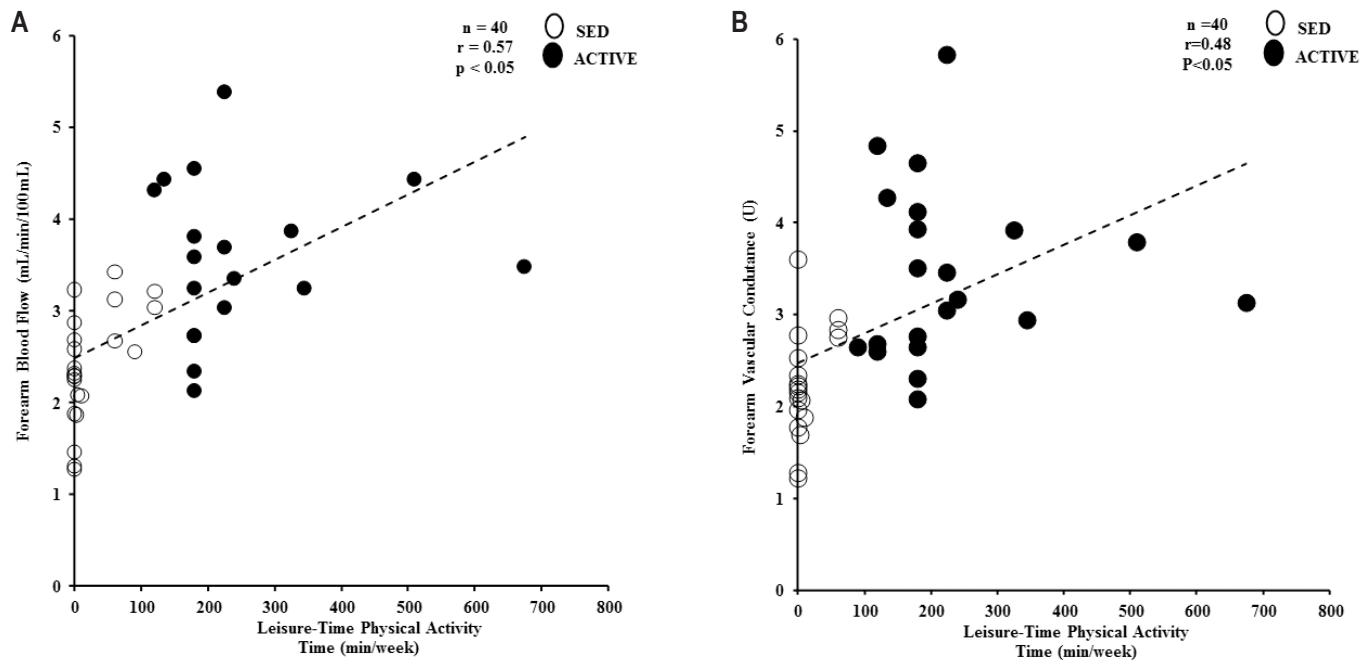 A
n = 40
r = 0.57
p < 0.05
SED
ACTIVE
6
5
4
3
2
1
0
Forearm Blood Flow (mL/min/100mL)
0 100 200 300 400 500 600 700 800
Leisure-Time Physical Activity
Time (min/week)
B
n =40
r=0.48
P<0.05
SED
ACTIVE
6
5
4
3
2
1
0
Forearm Vascular Condutance (U)
0 100 200 300 400 500 600 700 800
Leisure-Time Physical Activity
Time (min/week)